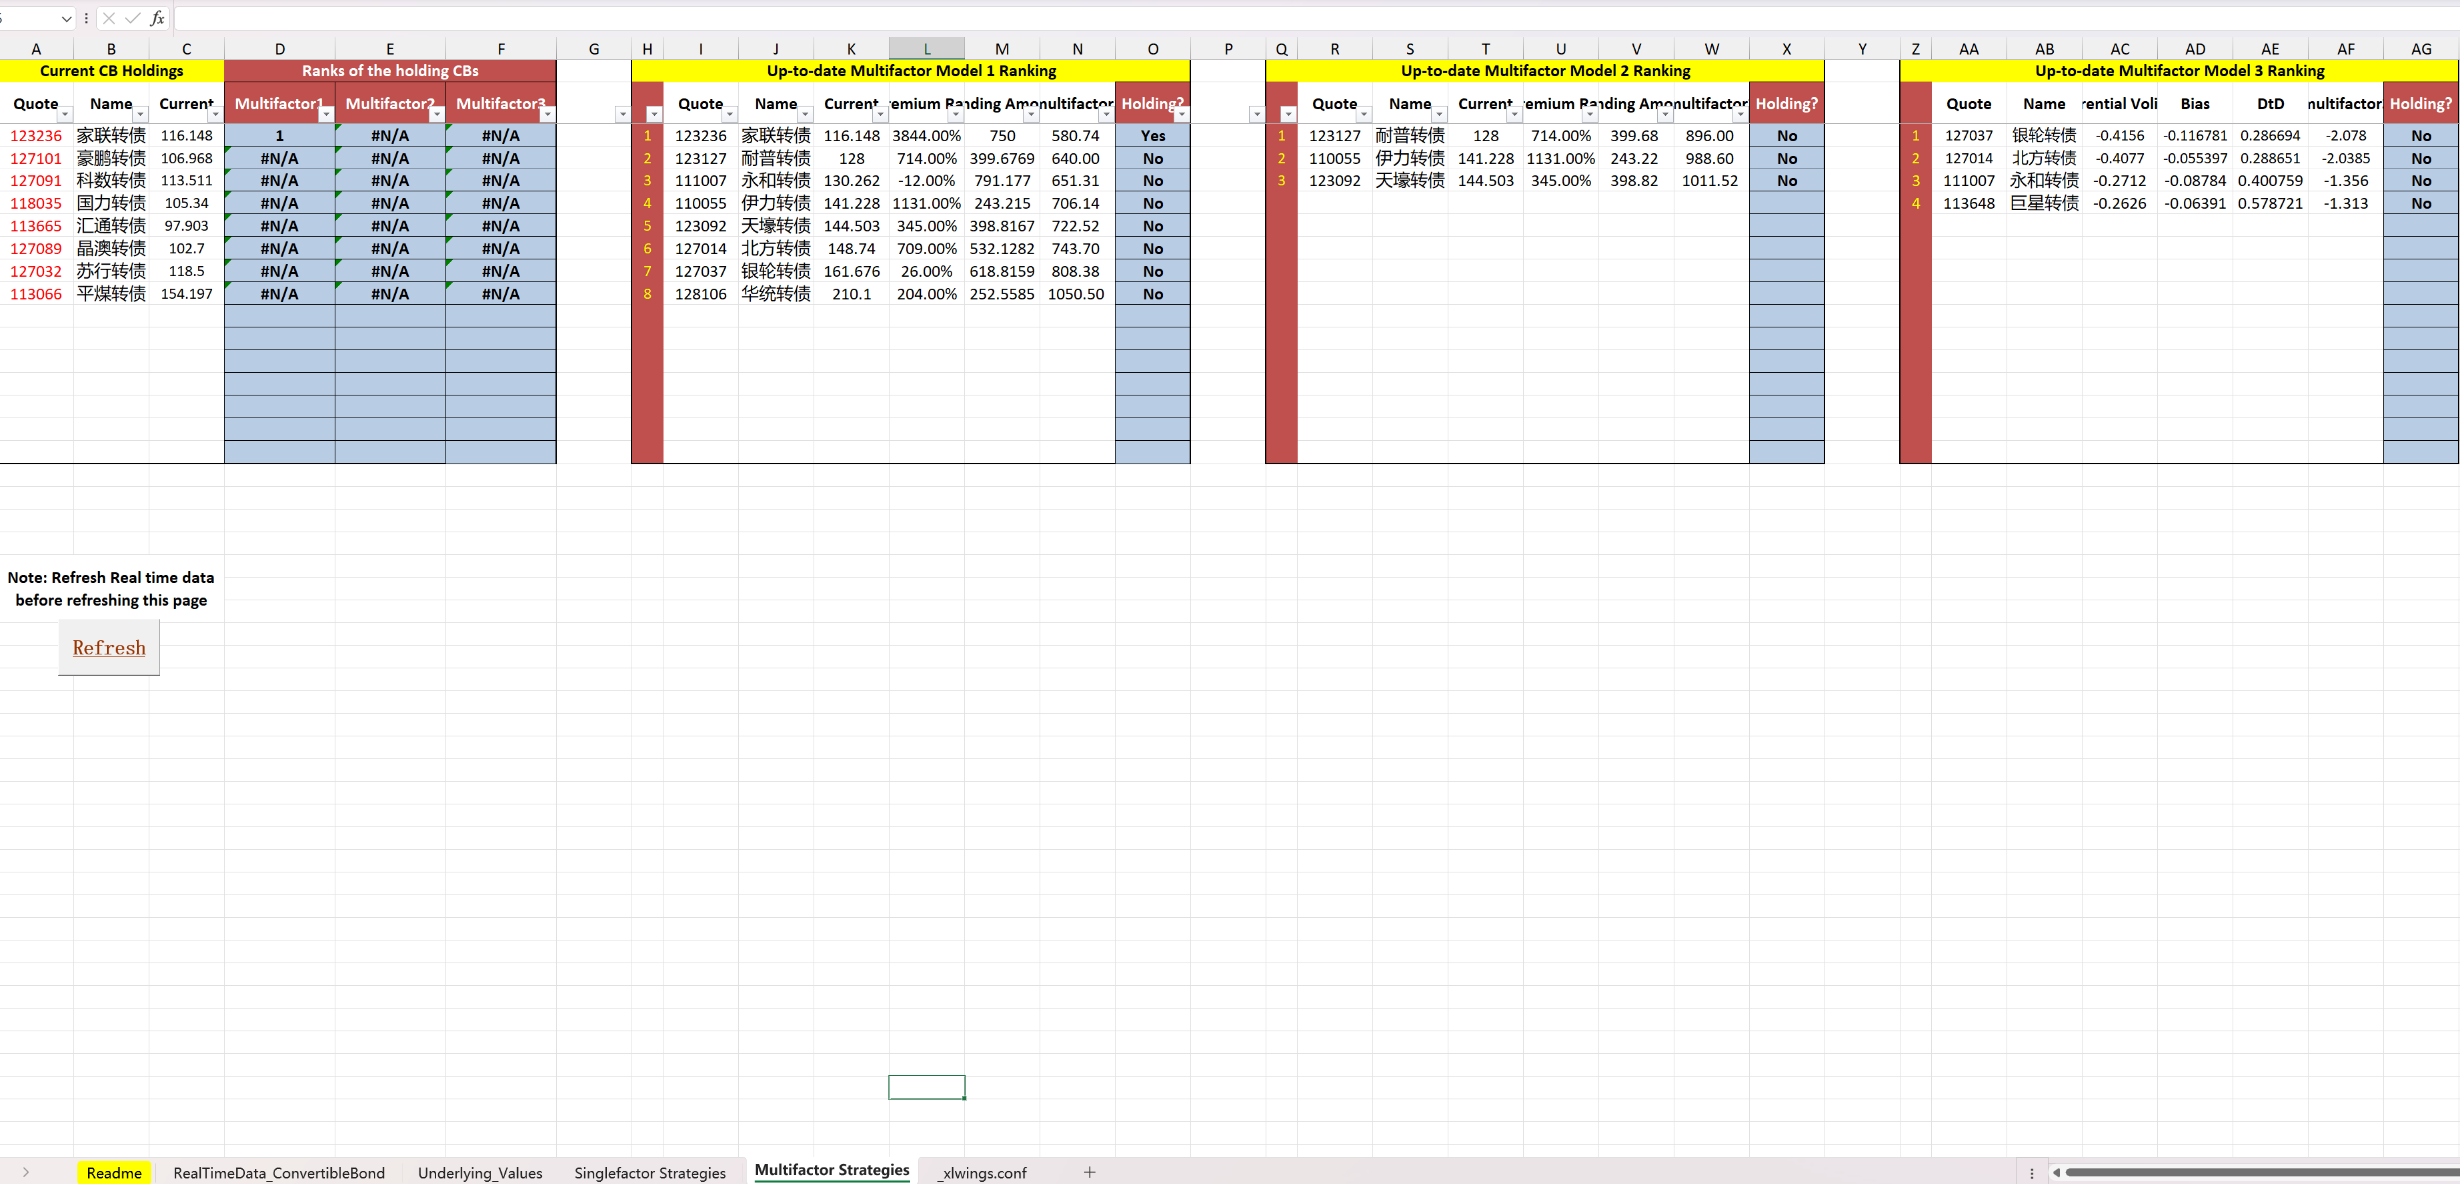 fx
A B C D E F G H I J K L M N O P Q R S T U V W X Y Z AA AB AC AD AE AF AG
Current CB Holdings Ranks of the holding CBs Up-to-date Multifactor Model 1 Ranking Up-to-date Multifactor Model 2 Ranking Up-to-date Multifactor Model 3 Ranking
Quote Name Current Multifactor1 Multifactor2 Multifactor3 Quote Name Current emium Ra nding Amo multifactor Holding? Quote Name Current emium Ra nding Amo multifactor Holding? Quote Name rential Voli Bias DtD multifactor Holding?
123236 家联转债 116.148 1 #N/A #N/A 1 123236 家联转债 116.148 3844.00% 750 580.74 Yes 1 123127 耐普转债 128 714.00% 399.68 896.00 No 1 127037 银轮转债 -0.4156 -0.116781 0.286694 -2.078 No
127101 豪鹏转债 106.968 #N/A #N/A #N/A 2 123127 耐普转债 128 714.00% 399.6769 640.00 No 2 110055 伊力转债 141.228 1131.00% 243.22 988.60 No 2 127014 北方转债 -0.4077 -0.055397 0.288651 -2.0385 No
127091 科数转债 113.511 #N/A #N/A #N/A 3 111007 永和转债 130.262 -12.00% 791.177 651.31 No 3 123092 天壕转债 144.503 345.00% 398.82 1011.52 No 3 111007 永和转债 -0.2712 -0.08784 0.400759 -1.356 No
118035 国力转债 105.34 #N/A #N/A #N/A 4 110055 伊力转债 141.228 1131.00% 243.215 706.14 No 4 113648 巨星转债 -0.2626 -0.06391 0.578721 -1.313 No
113665 汇通转债 97.903 #N/A #N/A #N/A 5 123092 天壕转债 144.503 345.00% 398.8167 722.52 No
127089 晶澳转债 102.7 #N/A #N/A #N/A 6 127014 北方转债 148.74 709.00% 532.1282 743.70 No
127032 苏行转债 118.5 #N/A #N/A #N/A 7 127037 银轮转债 161.676 26.00% 618.8159 808.38 No
113066 平煤转债 154.197 #N/A #N/A #N/A 8 128106 华统转债 210.1 204.00% 252.5585 1050.50 No
Note: Refresh Real time data
before refreshing this page
Refresh
Readme RealTimeData_ConvertibleBond Underlying_Values Singlefactor Strategies Multifactor Strategies _xlwings.conf +